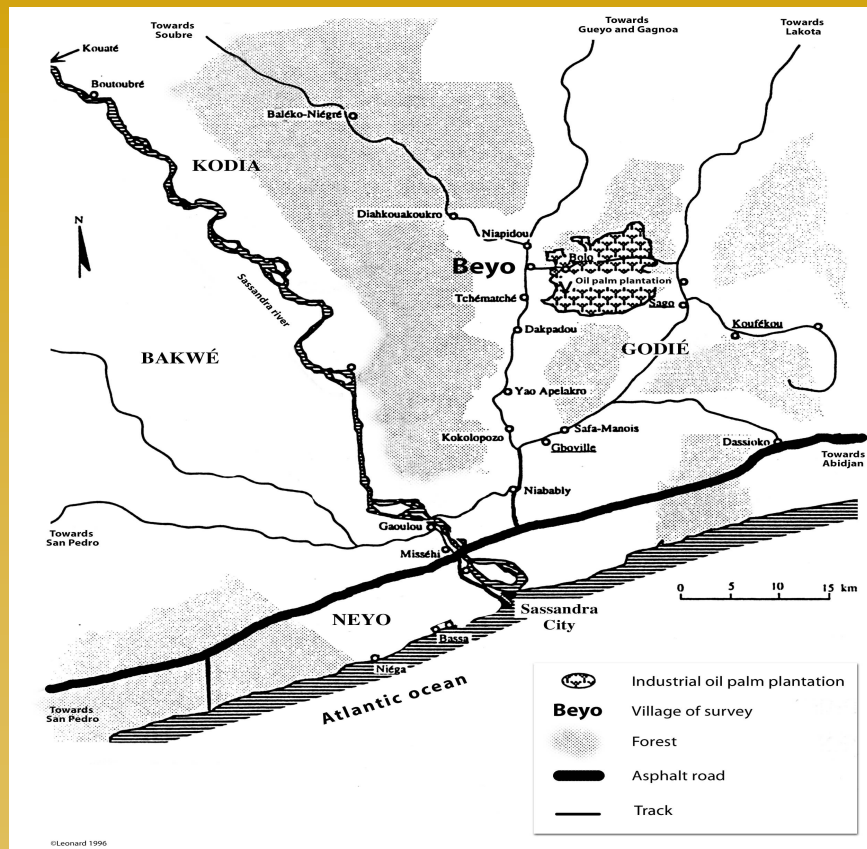 Towards
Soubre
Towards
Gueyo and Gagnoa
Towards
Lakota
Kouaté
Boutoubré
Baléko-Niégré
KODIA
Diahkouakoukro
Niapidou
N
Beyo
Bolo
Oil palm plantation
V
Sassandra river
Tchématché
Sago
Koufékou
Dakpadou
GODIÉ
BAKWÉ
Yao Apelakro
Kokolopozo
Safa-Manois
Gboville
Dassioko
Towards
Abidjan
Niabably
Gaoulou
Towards
San Pedro
Misséhi
0 5 10 15 km
NEYO
Sassandra
City
Bassa
Niéga
Atlantic ocean
Towards
San Pedro
Industrial oil palm plantation
Beyo Village of survey
Forest
Asphalt road
Track
©Leonard 1996